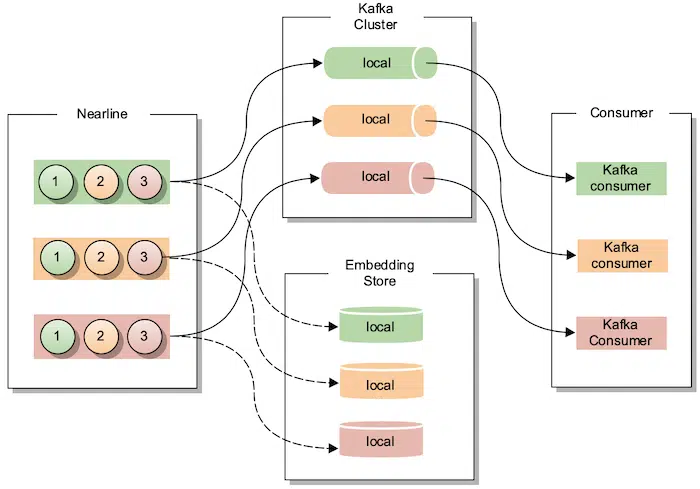 Nearline
1 2 3
1 2 3
1 2 3
Kafka
Cluster
local
local
local
Embedding
Store
local
local
local
Consumer
Kafka
consumer
Kafka
consumer
Kafka
Consumer